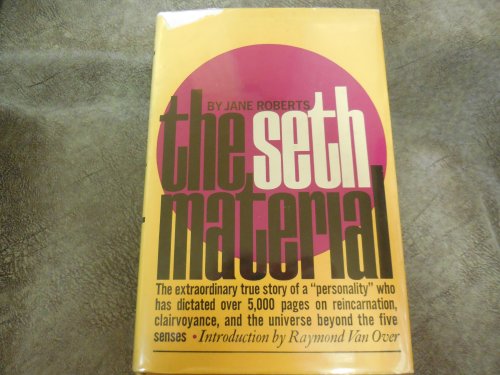 BY JANE ROBERTS
the seth
material
The extraordinary true story of a "personality" who
has dictated over 5,000 pages on reincarnation,
clairvoyance, and the universe beyond the five
senses • Introduction by Raymond Van Over